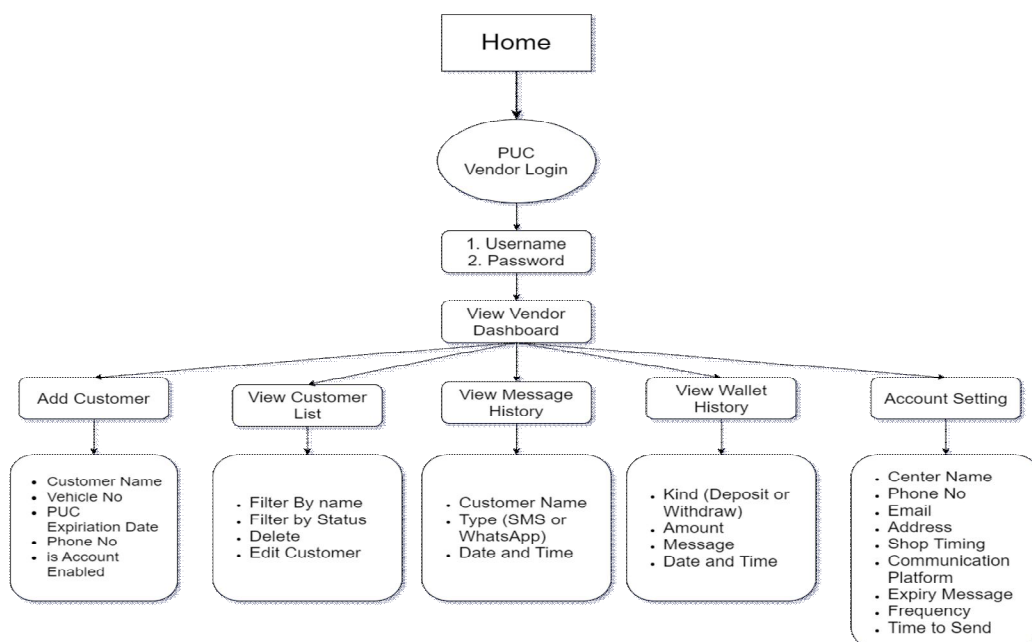 Home
PUC
Vendor Login
1. Username
2. Password
View Vendor
Dashboard
Add Customer
View Customer
List
View Message
History
View Wallet
History
Account Setting
• Customer Name
• Vehicle No
• PUC
Expiriation Date
• Phone No
• is Account
Enabled
• Filter By name
• Filter by Status
• Delete
• Edit Customer
• Customer Name
• Type (SMS or
WhatsApp)
• Date and Time
• Kind (Deposit or
Withdraw)
• Amount
• Message
• Date and Time
• Center Name
• Phone No
• Email
• Address
• Shop Timing
• Communication
Platform
• Expiry Message
• Frequency
• Time to Send